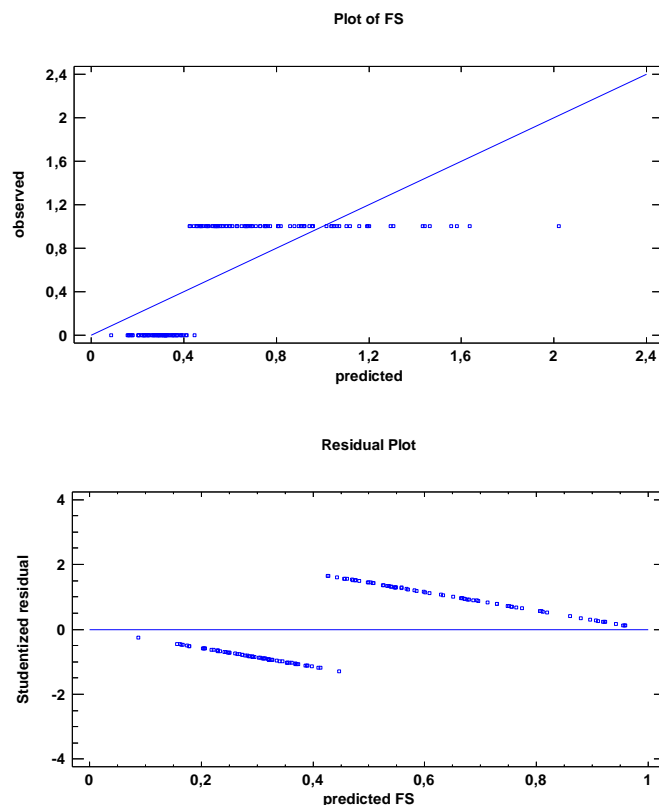 Plot of FS
2,4
2
1,6
1,2
0,8
0,4
0
observed
0 0,4 0,8 1,2 1,6 2 2,4
predicted
Residual Plot
4
2
0
-2
-4
Studentized residual
0 0,2 0,4 0,6 0,8 1
predicted FS